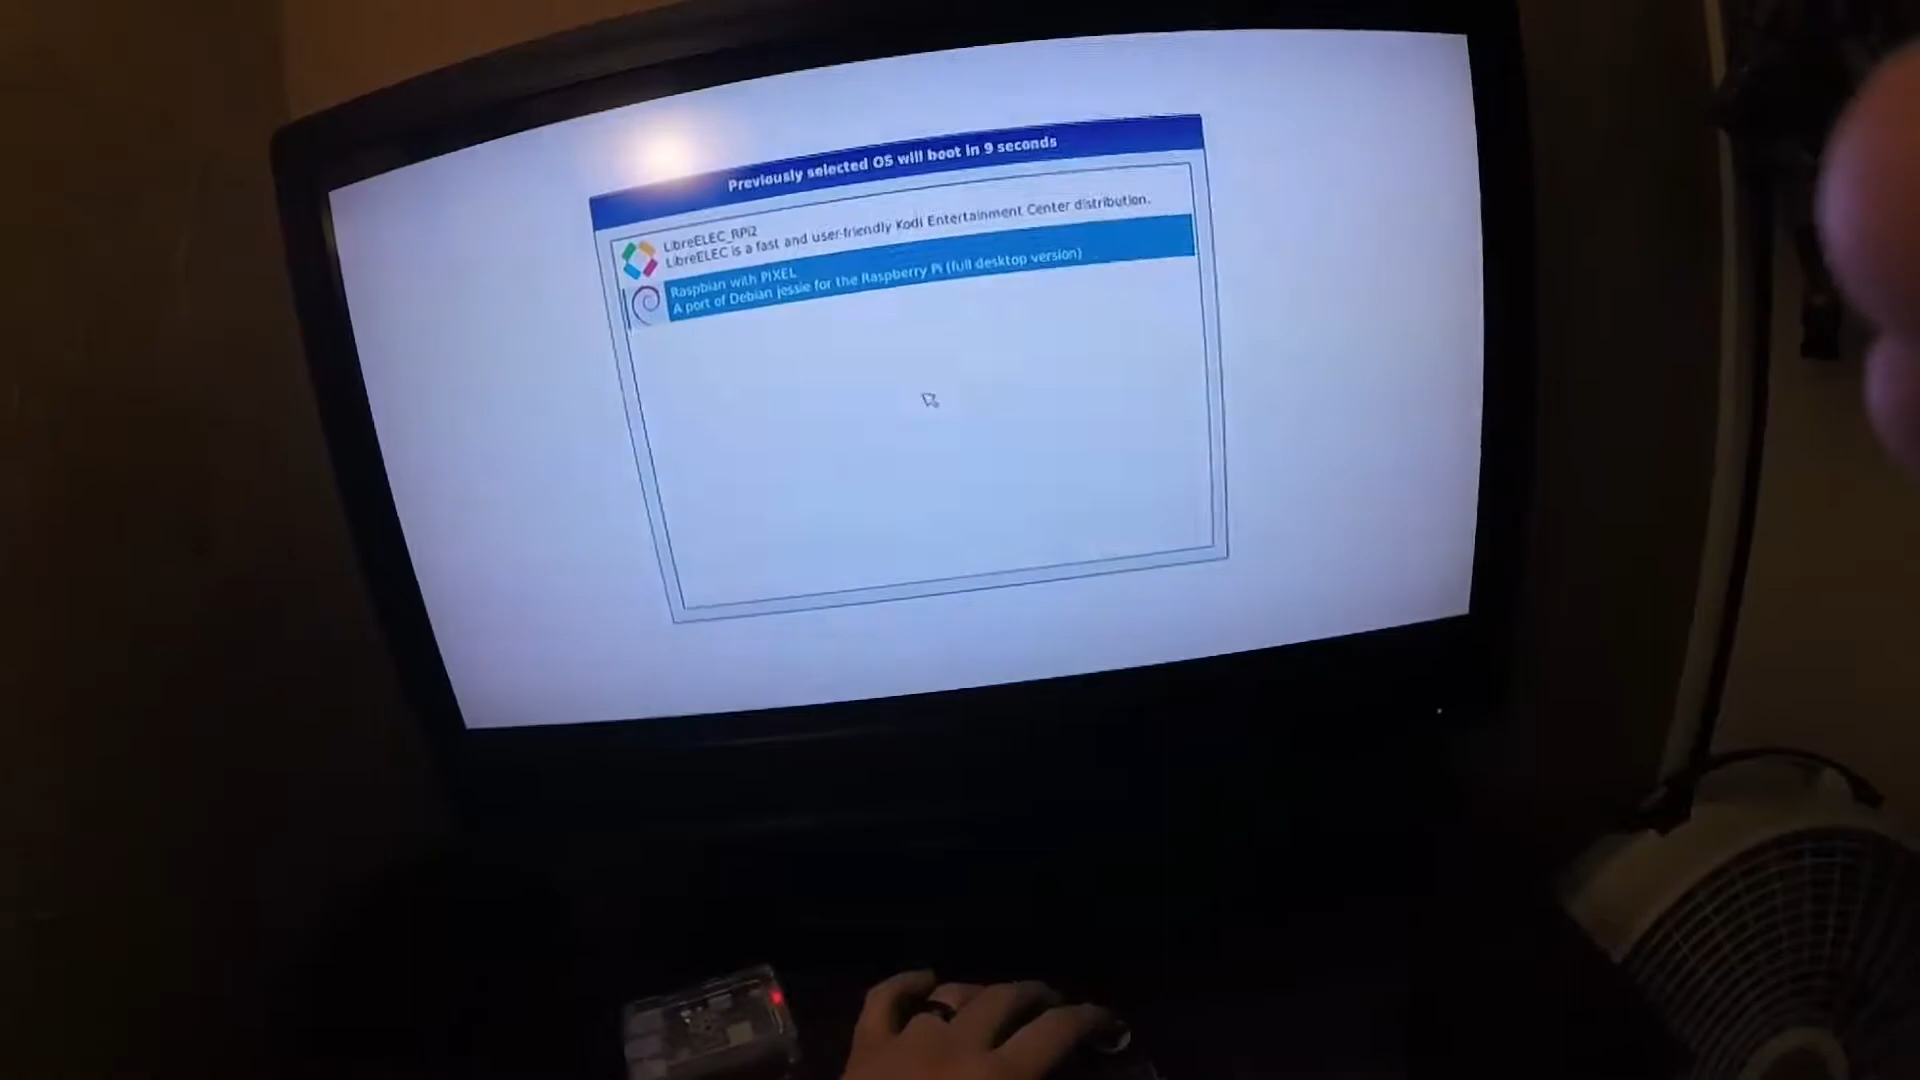 Previously selected OS will boot in 9 seconds
LibreELEC_RPi2
LibreELEC is a fast and user-friendly Kodi Entertainment Center distribution.
Raspbian with PIXEL
A port of Debian jessie for the Raspberry Pi (full desktop version)